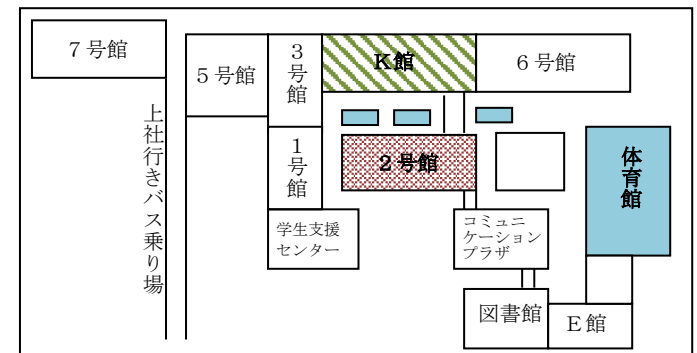 7号館
5号館
3号館
K館
6号館
上社行きバス乗り場
1号館
2号館
体育館
学生支援
センター
コミュニ
ケーション
プラザ
図書館
E館